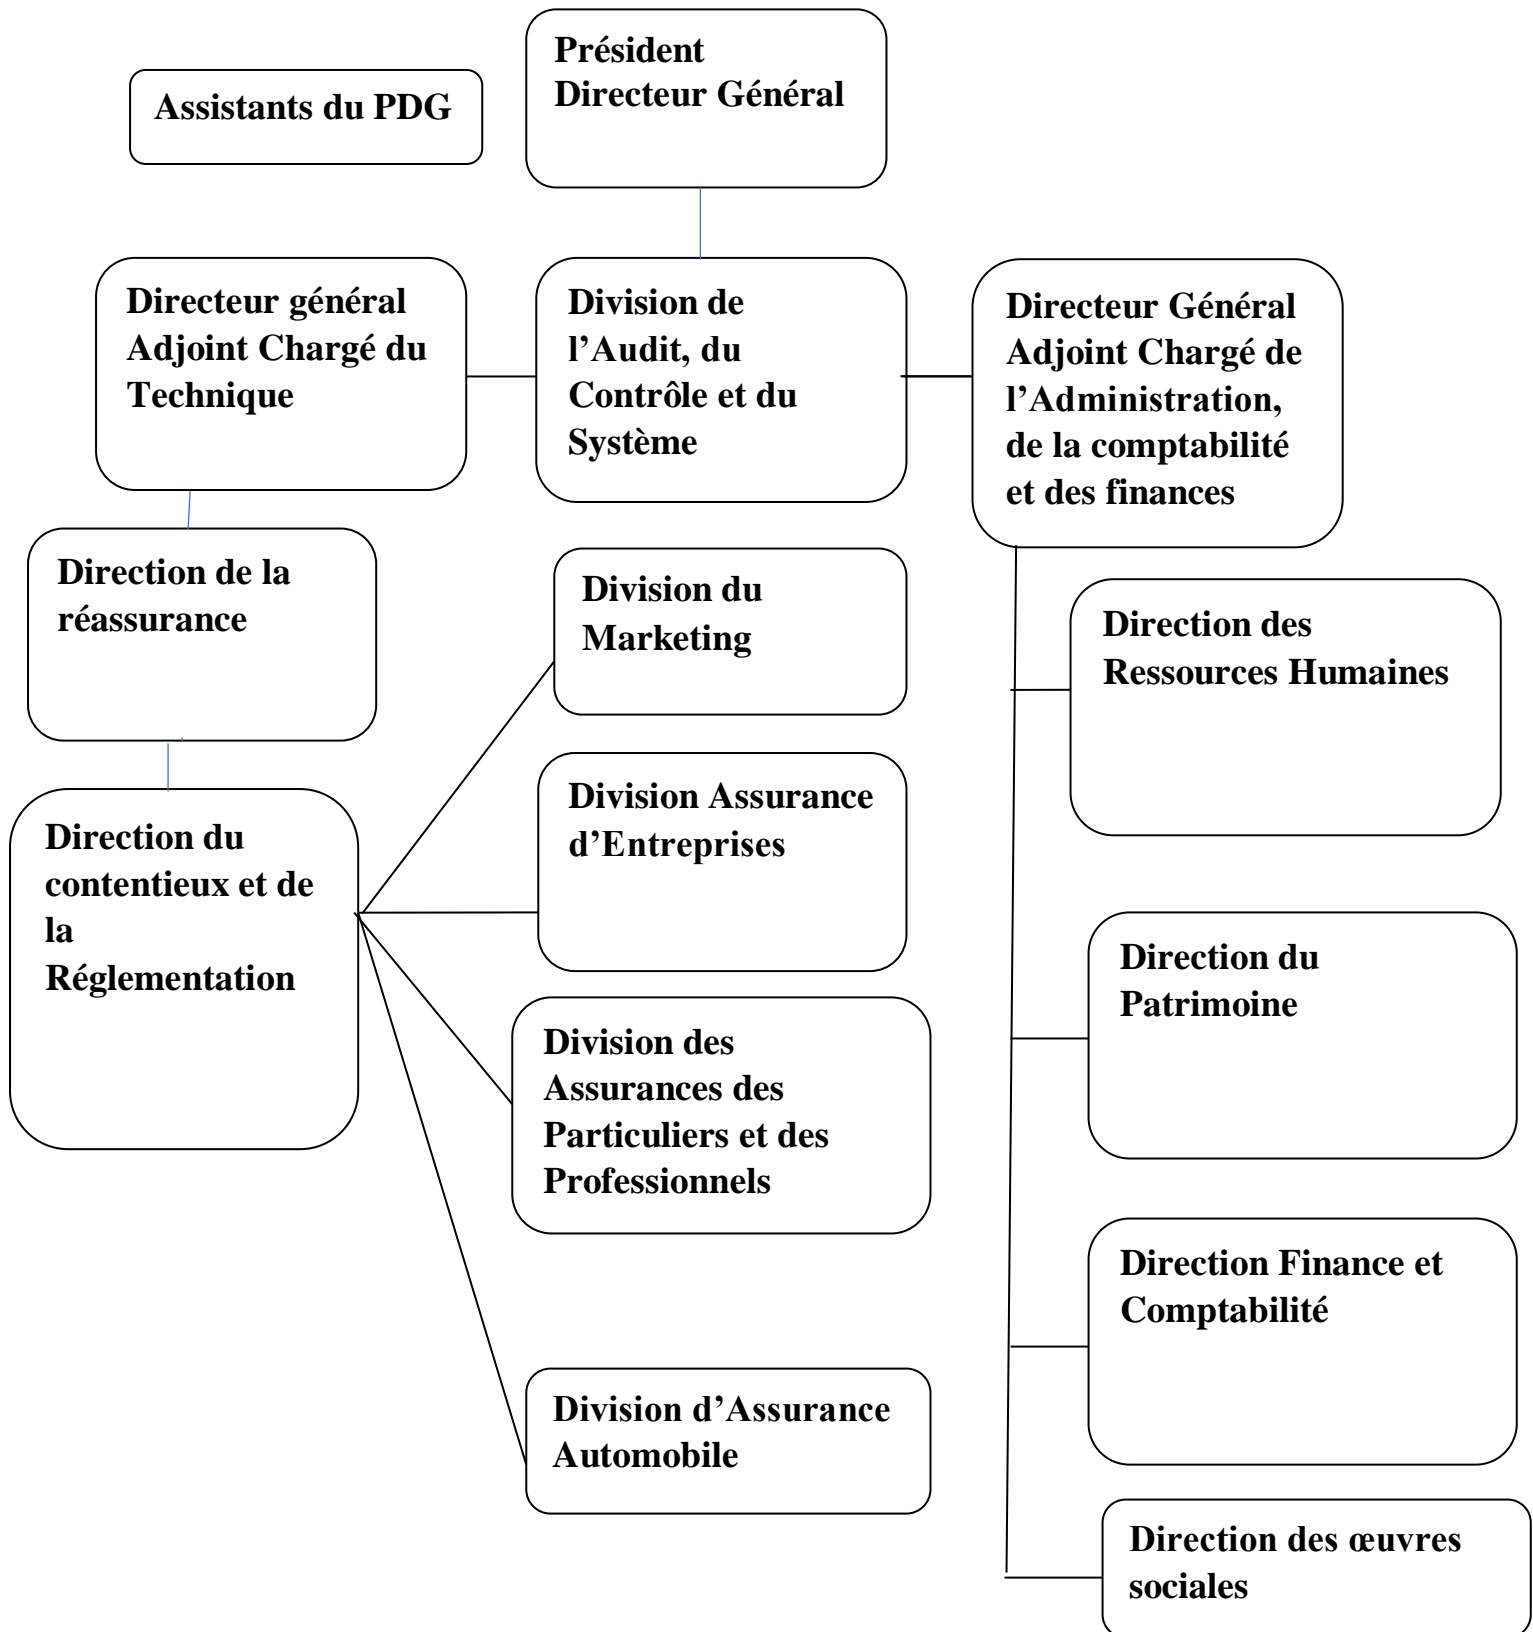 Président
Directeur Général
Assistants du PDG
Directeur général
Adjoint Chargé du
Technique
Division de
l’Audit, du
Contrôle et du
Système
Directeur Général
Adjoint Chargé de
l’Administration,
de la comptabilité
et des finances
Direction de la
réassurance
Division du
Marketing
Direction des
Ressources Humaines
Direction du
contentieux et de
la
Réglementation
Division Assurance
d’Entreprises
Direction du
Patrimoine
Division des
Assurances des
Particuliers et des
Professionnels
Direction Finance et
Comptabilité
Division d’Assurance
Automobile
Direction des œuvres
sociales